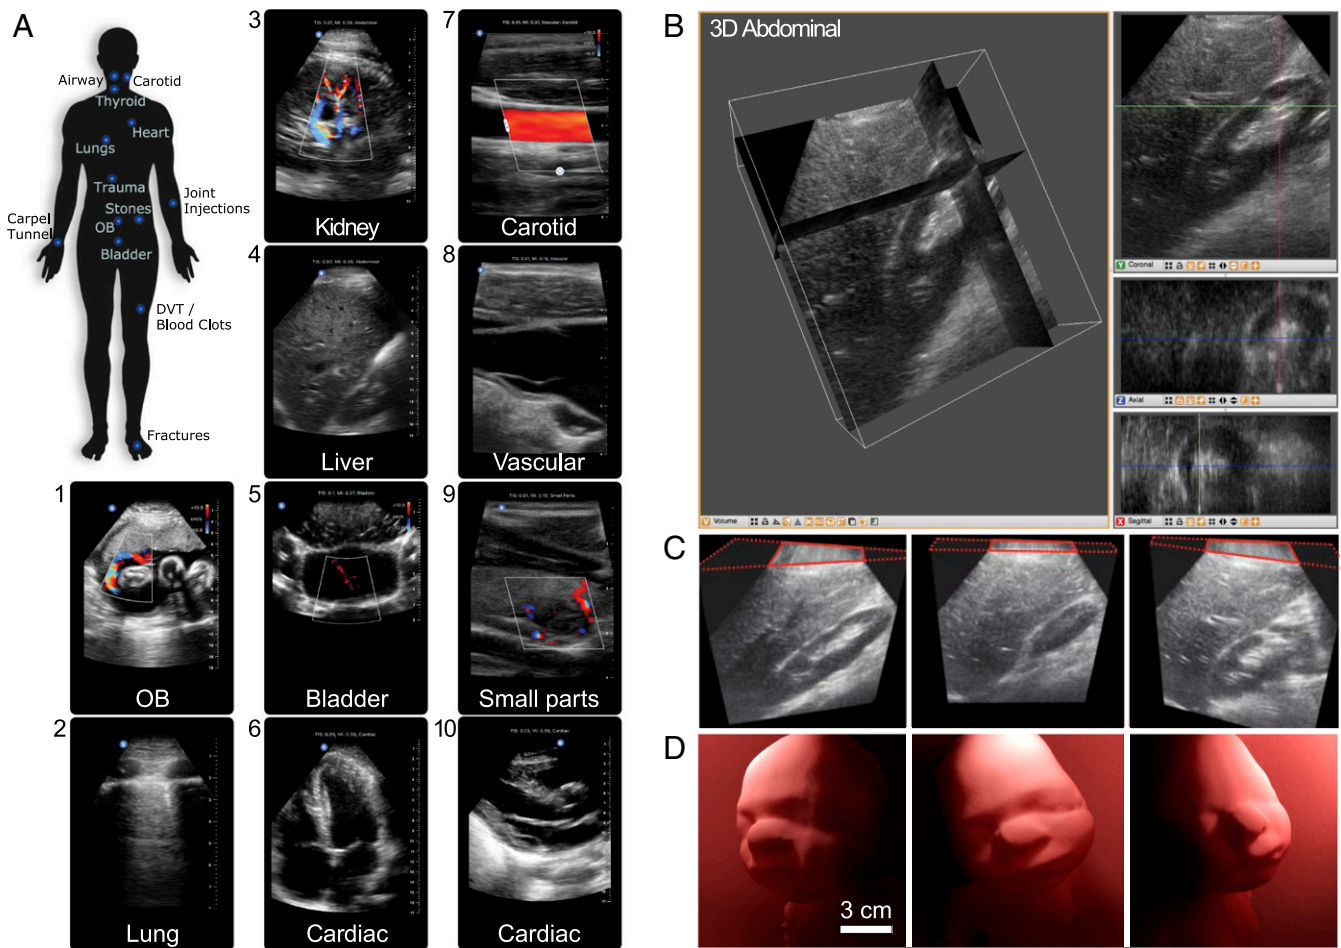 A
Airway
Carotid
Thyroid
Heart
Lungs
Trauma
Joint
Injections
Stones
Carpel
Tunnel
OB
Bladder
DVT /
Blood Clots
Fractures
3
Kidney
7
Carotid
4
Liver
8
Vascular
1
OB
5
Bladder
9
Small parts
2
Lung
6
Cardiac
10
Cardiac
B
3D Abdominal
V Volume
Y Coronal
Z Axial
X Sagittal
C
D
3 cm